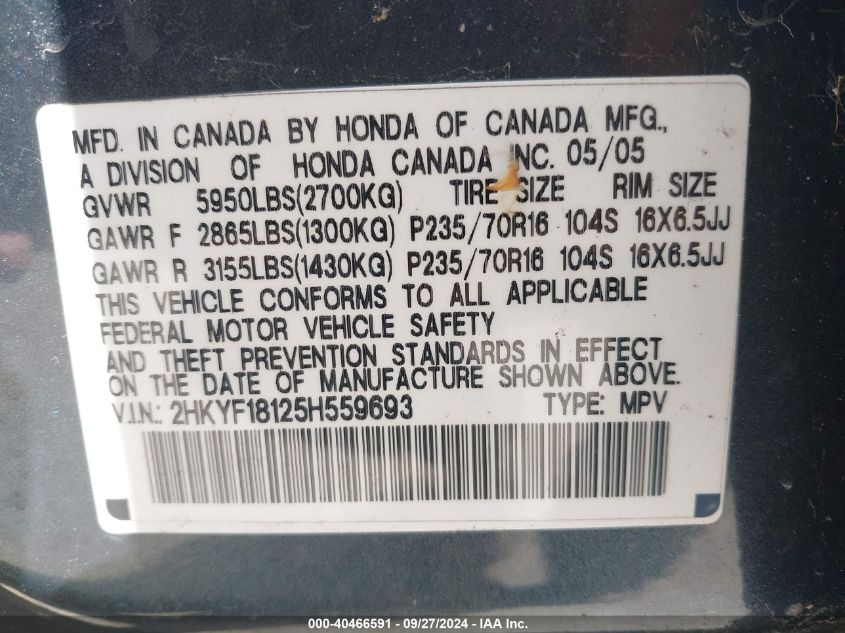 MFD. IN CANADA BY HONDA OF CANADA MFG.,
A DIVISION OF HONDA CANADA INC. 05/05
GVWR 5950LBS(2700KG) TIRE SIZE RIM SIZE
GAWR F 2865LBS(1300KG) P235/70R16 104S 16X6.5JJ
GAWR R 3155LBS(1430KG) P235/70R16 104S 16X6.5JJ
THIS VEHICLE CONFORMS TO ALL APPLICABLE
FEDERAL MOTOR VEHICLE SAFETY
AND THEFT PREVENTION STANDARDS IN EFFECT
ON THE DATE OF MANUFACTURE SHOWN ABOVE.
V.I.N.: 2HKYF18125H559693 TYPE: MPV
000-40466591 - 09/27/2024 - IAA Inc.